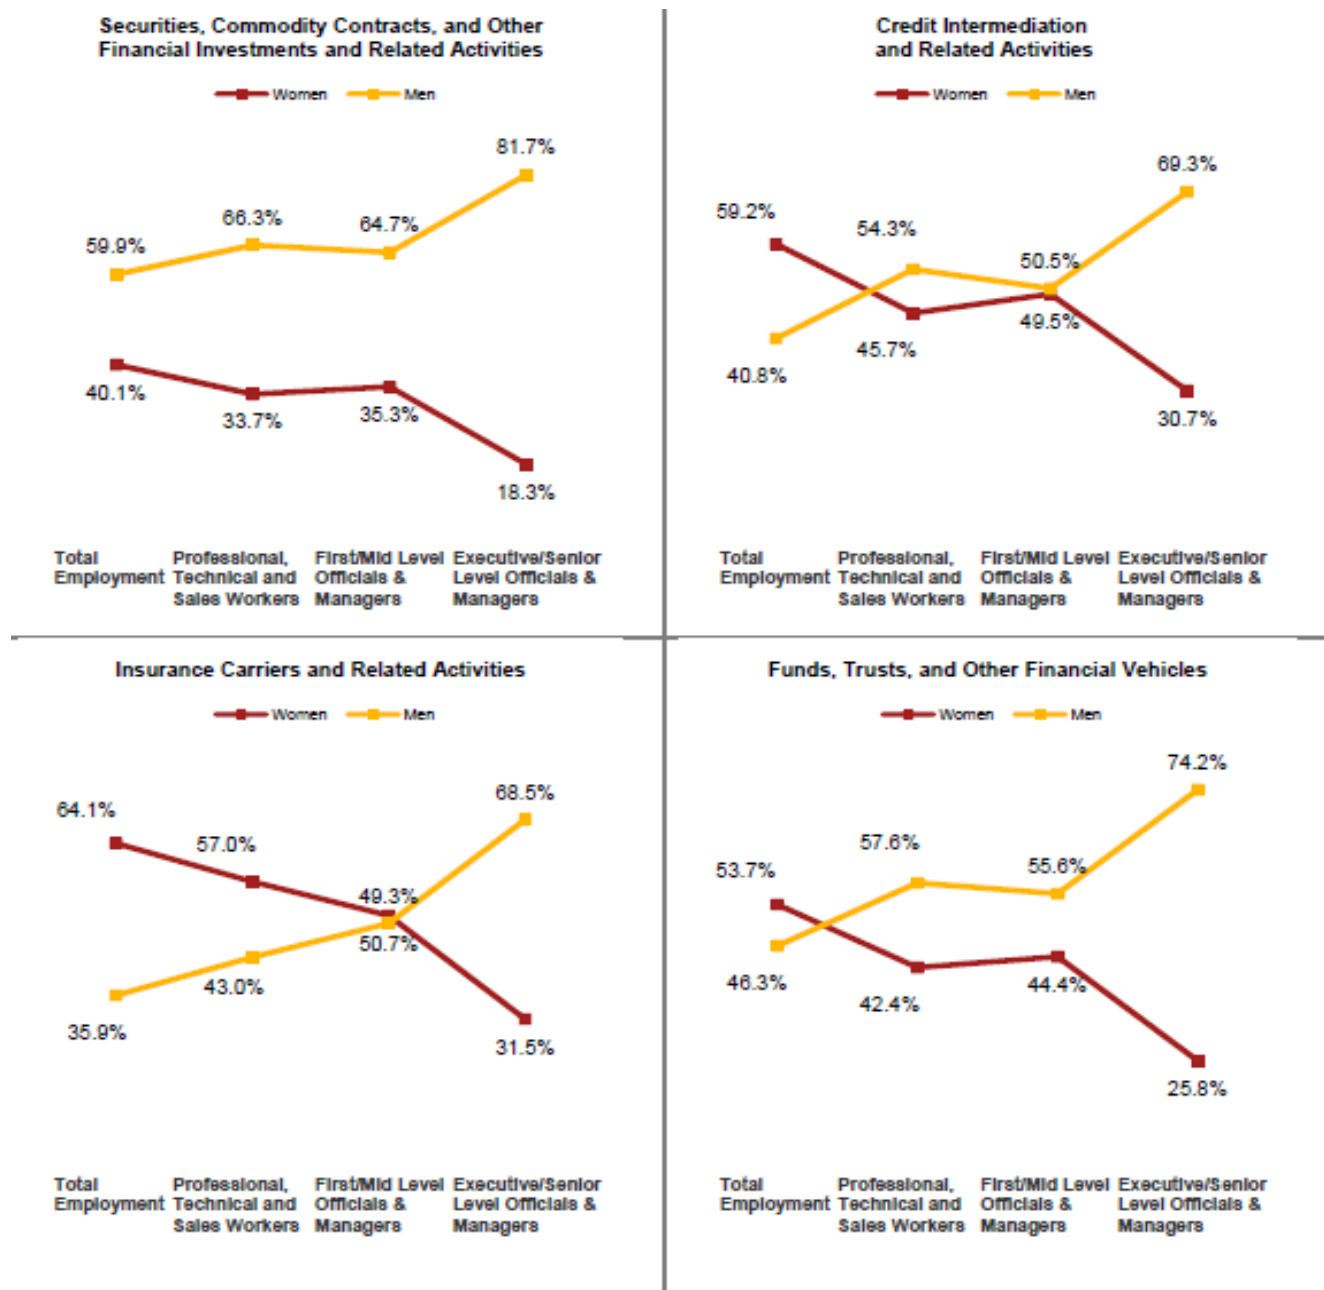 Securities, Commodity Contracts, and Other
Financial Investments and Related Activities
Women Men
81.7%
66.3%
64.7%
59.9%
40.1%
33.7%
35.3%
18.3%
Total Professional, First/Mid Level Executive/Senior
Employment Technical and Officials & Level Officials &
Sales Workers Managers Managers
Credit Intermediation
and Related Activities
Women Men
69.3%
59.2%
54.3%
50.5%
49.5%
45.7%
40.8%
30.7%
Total Professional, First/Mid Level Executive/Senior
Employment Technical and Officials & Level Officials &
Sales Workers Managers Managers
Insurance Carriers and Related Activities
Women Men
68.5%
64.1%
57.0%
49.3%
50.7%
43.0%
35.9%
31.5%
Total Professional, First/Mid Level Executive/Senior
Employment Technical and Officials & Level Officials &
Sales Workers Managers Managers
Funds, Trusts, and Other Financial Vehicles
Women Men
74.2%
57.6%
55.6%
53.7%
46.3%
42.4%
44.4%
25.8%
Total Professional, First/Mid Level Executive/Senior
Employment Technical and Officials & Level Officials &
Sales Workers Managers Managers